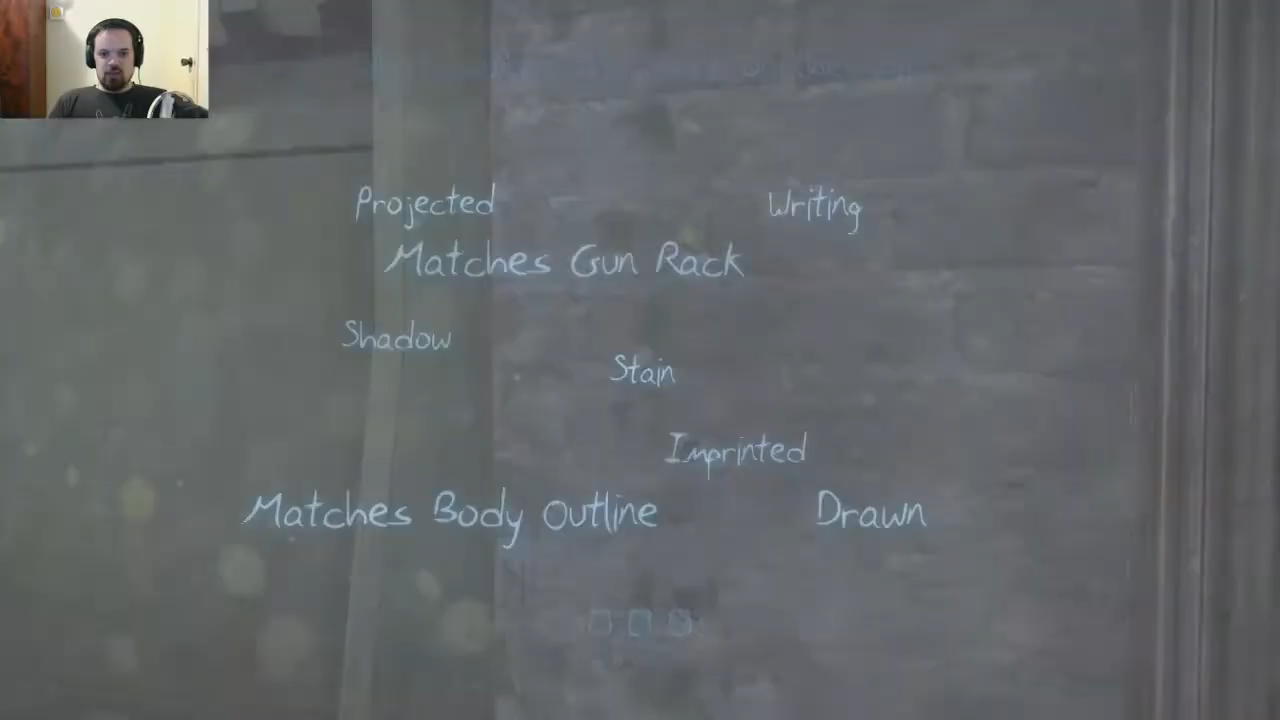 Projected
Writing
Matches Gun Rack
Shadow
Stain
Imprinted
Matches Body Outline
Drawn